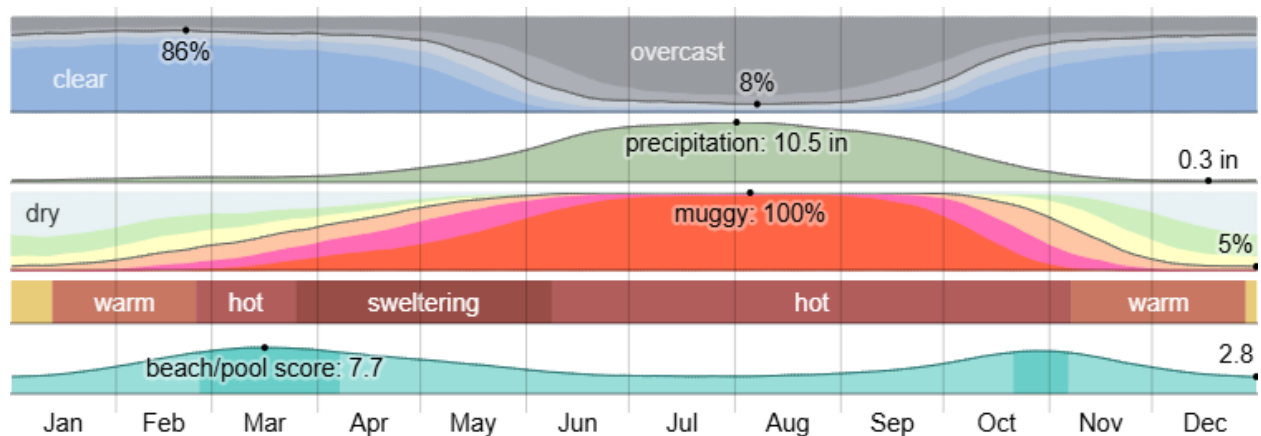 86%
overcast
clear
8%
precipitation: 10.5 in
0.3 in
dry
muggy: 100%
5%
warm hot sweltering hot warm
beach/pool score: 7.7
2.8
Jan Feb Mar Apr May Jun Jul Aug Sep Oct Nov Dec